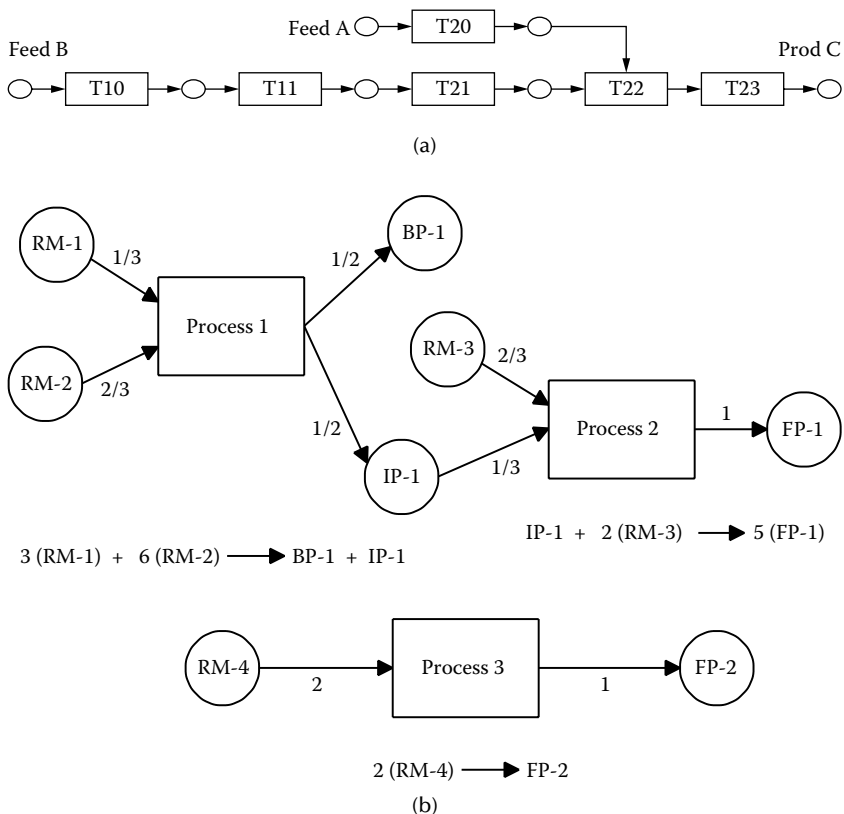 Feed A
T20
Feed B
Prod C
T10
T11
T21
T22
T23
(a)
RM-1
1/3
BP-1
1/2
Process 1
RM-3
2/3
RM-2
2/3
Process 2
1
FP-1
1/2
IP-1
1/3
IP-1 + 2 (RM-3) → 5 (FP-1)
3 (RM-1) + 6 (RM-2) → BP-1 + IP-1
RM-4
2
Process 3
1
FP-2
2 (RM-4) → FP-2
(b)